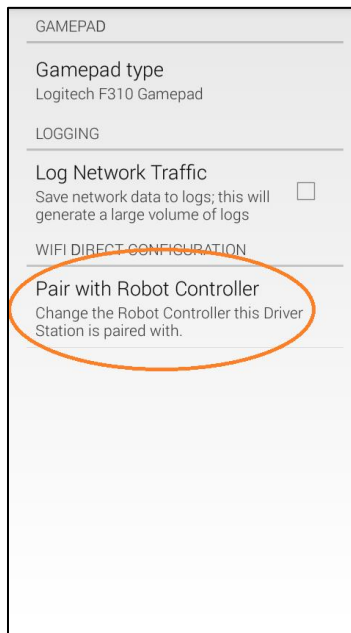 GAMEPAD
Gamepad type
Logitech F310 Gamepad
LOGGING
Log Network Traffic
Save network data to logs; this will
generate a large volume of logs
WIFI DIRECT CONFIGURATION
Pair with Robot Controller
Change the Robot Controller this Driver
Station is paired with.